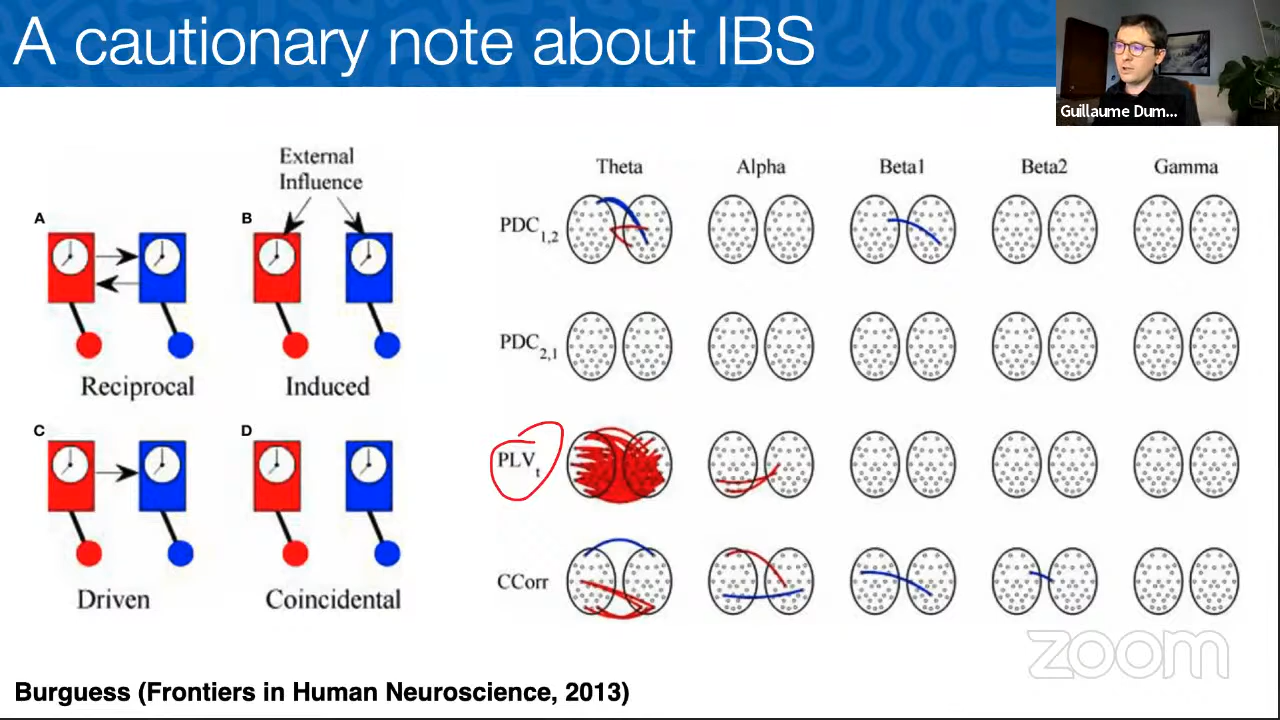 A cautionary note about IBS
Guillaume Dum...
External
Influence
A
B
Reciprocal
Induced
C
D
Driven
Coincidental
Theta Alpha Beta1 Beta2 Gamma
PDC1,2
PDC2,1
PLVt
CCorr
zoom
Burguess (Frontiers in Human Neuroscience, 2013)